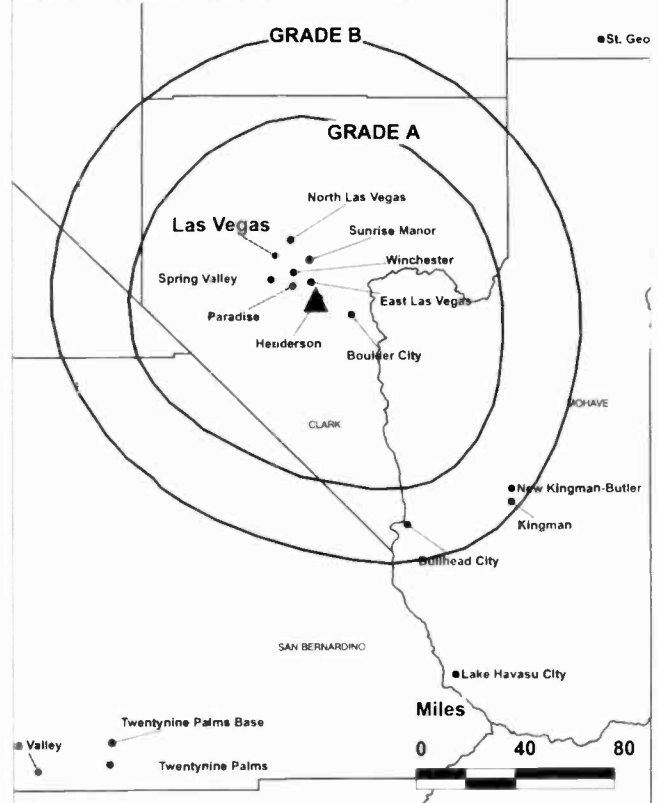 GRADE B
St. Geo
GRADE A
North Las Vegas
Las Vegas
Sunrise Manor
Winchester
Spring Valley
East Las Vegas
Paradise
Henderson
Boulder City
MOHAVE
CLARK
New Kingman-Butler
Kingman
Bullhead City
SAN BERNARDINO
Lake Havasu City
Miles
Twentynine Palms Base
0 40 80
Valley
Twentynine Palms